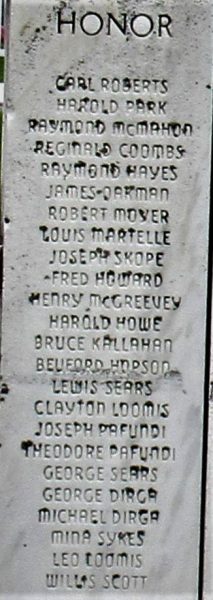 HONOR
CARL ROBERTS
HAROLD PARK
RAYMOND McMAHON
REGINALD COOMBS
RAYMOND HAYES
JAMES OAKMAN
ROBERT MOYER
LOUIS MARTELLE
JOSEPH SKOPE
FRED HOWARD
HENRY McGREEVEY
HAROLD HOWE
BRUCE KALLAHAN
BEUFORD HOPSON
LEWIS SEARS
CLAYTON LOOMIS
JOSEPH PAFUNDI
THEODORE PAFUNDI
GEORGE SEARS
GEORGE DIRGA
MICHAEL DIRGA
MINA SYKES
LEO LOOMIS
WILLIS SCOTT